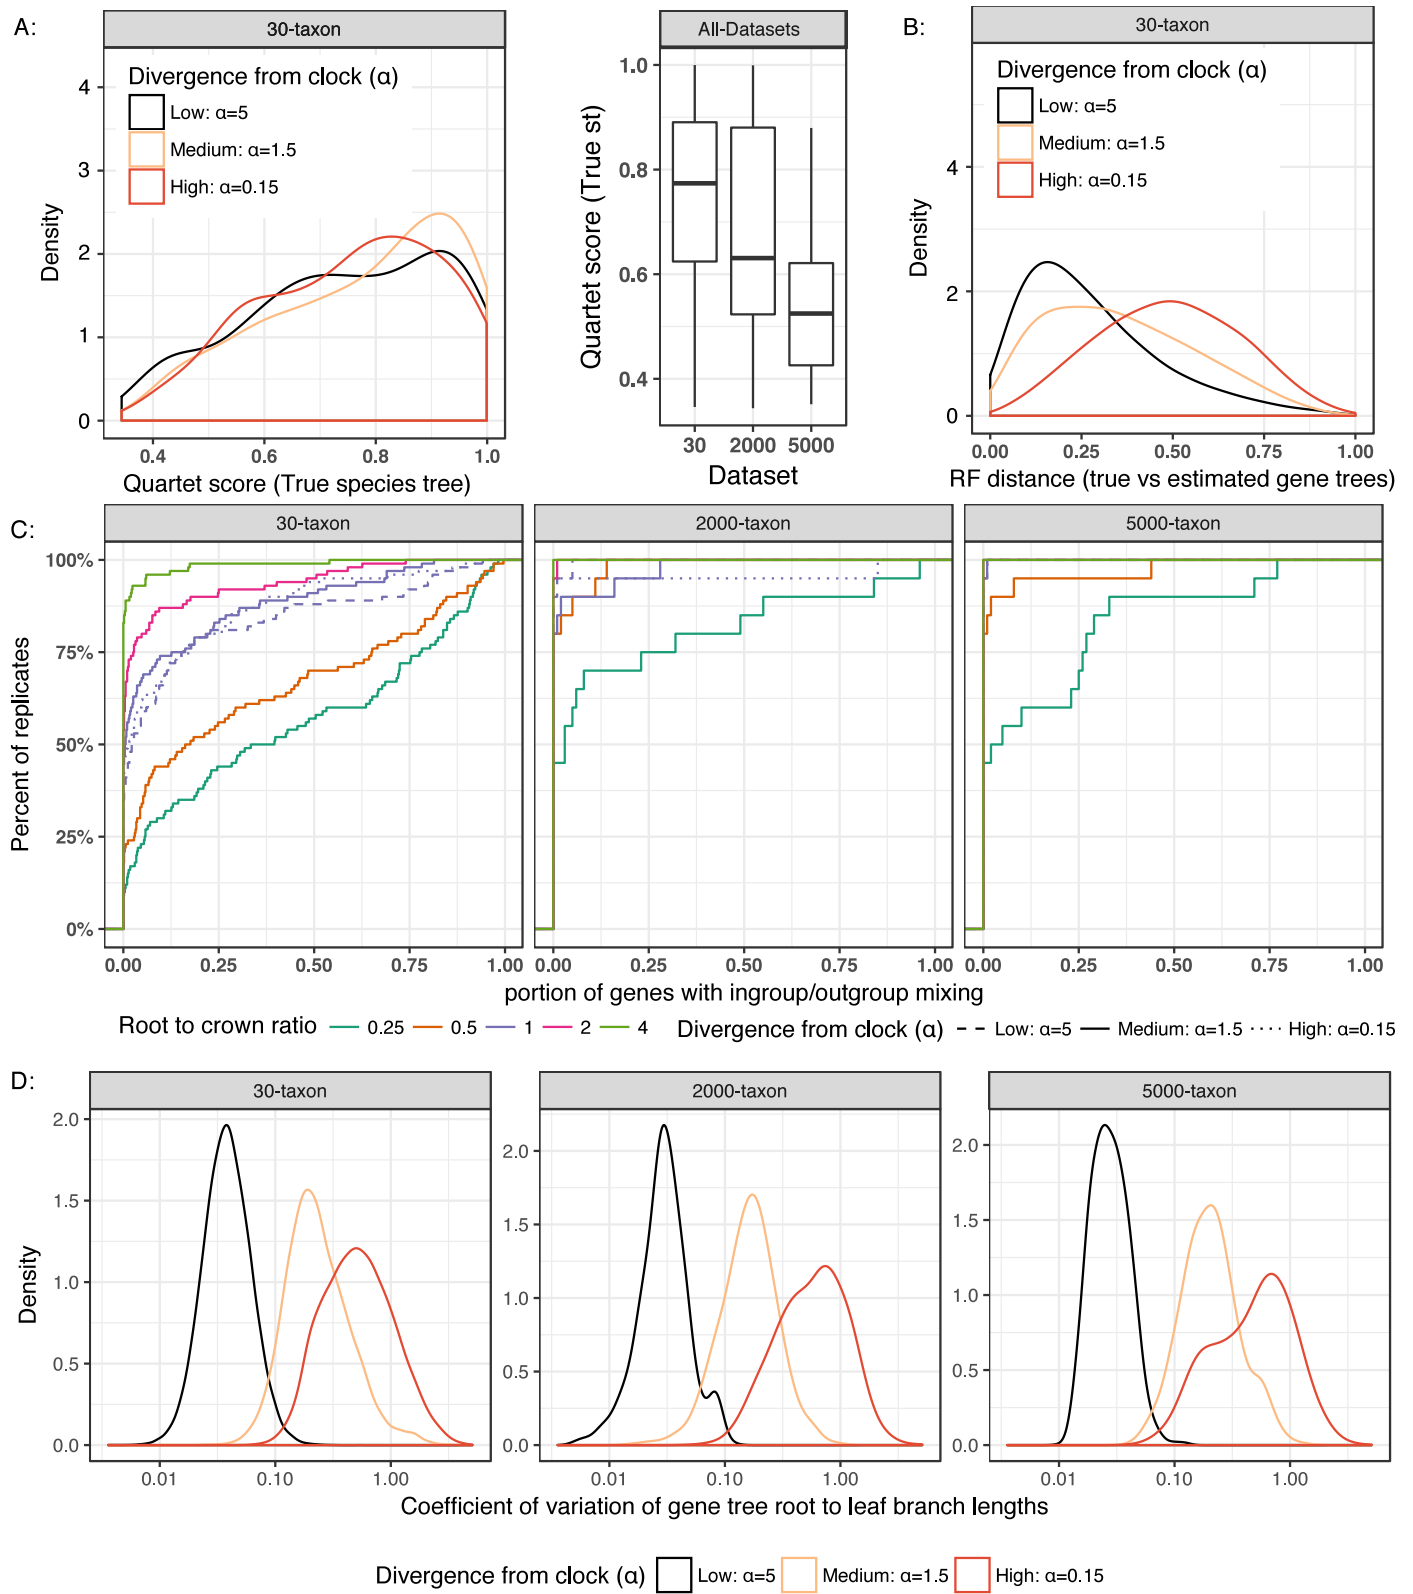 A:
30-taxon
Divergence from clock (α)
Low: α=5
Medium: α=1.5
High: α=0.15
4
3
2
1
0
Density
0.4 0.6 0.8 1.0
Quartet score (True species tree)
All-Datasets
1.0
0.8
0.6
0.4
Quartet score (True st)
30 2000 5000
Dataset
B:
30-taxon
Divergence from clock (α)
Low: α=5
Medium: α=1.5
High: α=0.15
4
2
0
Density
0.00 0.25 0.50 0.75 1.00
RF distance (true vs estimated gene trees)
C:
30-taxon 2000-taxon 5000-taxon
100%
75%
50%
25%
0%
Percent of replicates
0.00 0.25 0.50 0.75 1.00 0.00 0.25 0.50 0.75 1.00 0.00 0.25 0.50 0.75 1.00
portion of genes with ingroup/outgroup mixing
Root to crown ratio 0.25 0.5 1 2 4 Divergence from clock (α) Low: α=5 Medium: α=1.5 High: α=0.15
D:
30-taxon
2.0
1.5
1.0
0.5
0.0
Density
0.01 0.10 1.00
2000-taxon
2.0
1.5
1.0
0.5
0.0
0.01 0.10 1.00
5000-taxon
2.0
1.5
1.0
0.5
0.0
0.01 0.10 1.00
Coefficient of variation of gene tree root to leaf branch lengths
Divergence from clock (α) Low: α=5 Medium: α=1.5 High: α=0.15